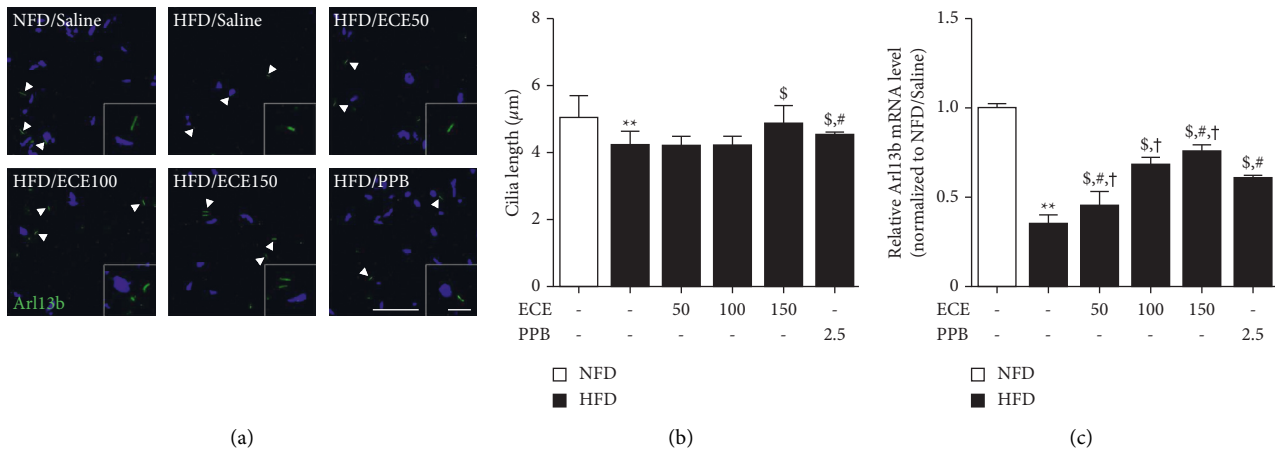 NFD/Saline
HFD/Saline
HFD/ECE50
HFD/ECE100
HFD/ECE150
HFD/PPB
Arl13b
(a)
Cilia length (μm)
8
6
4
2
0
**
$
$,#
ECE - - 50 100 150 -
PPB - - - - - 2.5
NFD
HFD
(b)
Relative Arl13b mRNA level
(normalized to NFD/Saline)
1.5
1.0
0.5
0.0
**
$,#,†
$,†
$,#,†
$,#
ECE - - 50 100 150 -
PPB - - - - - 2.5
NFD
HFD
(c)